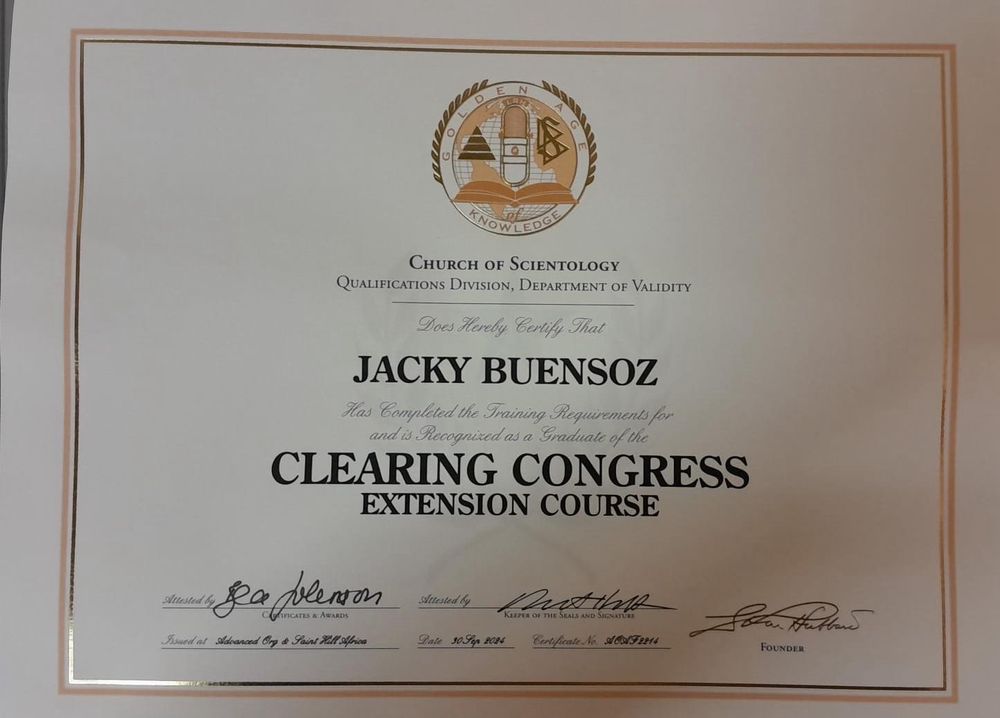 GOLDEN AGE
of
KNOWLEDGE
CHURCH OF SCIENTOLOGY
QUALIFICATIONS DIVISION, DEPARTMENT OF VALIDITY
Does Hereby Certify That
JACKY BUENSOZ
Has Completed the Training Requirements for
and is Recognized as a Graduate of the
CLEARING CONGRESS
EXTENSION COURSE
Attested by
CERTIFICATES & AWARDS
Attested by
KEEPER OF THE SEALS AND SIGNATURE
Issued at Advanced Org & Saint Hill Africa
Date 30 Sep 2024
Certificate No. AOAF2214
FOUNDER